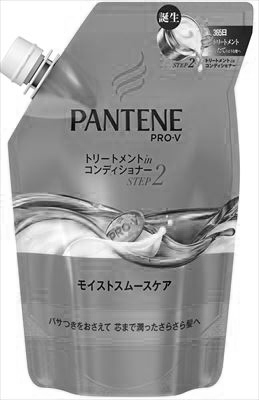 誕生
365日
トリートメント
STEP2
トリートメントin
コンディショナー
PANTENE
PRO-V
トリートメントin
コンディショナー
STEP2
PRO-V
モイストスムースケア
パサつきをおさえて 芯まで潤ったさらさら髪へ